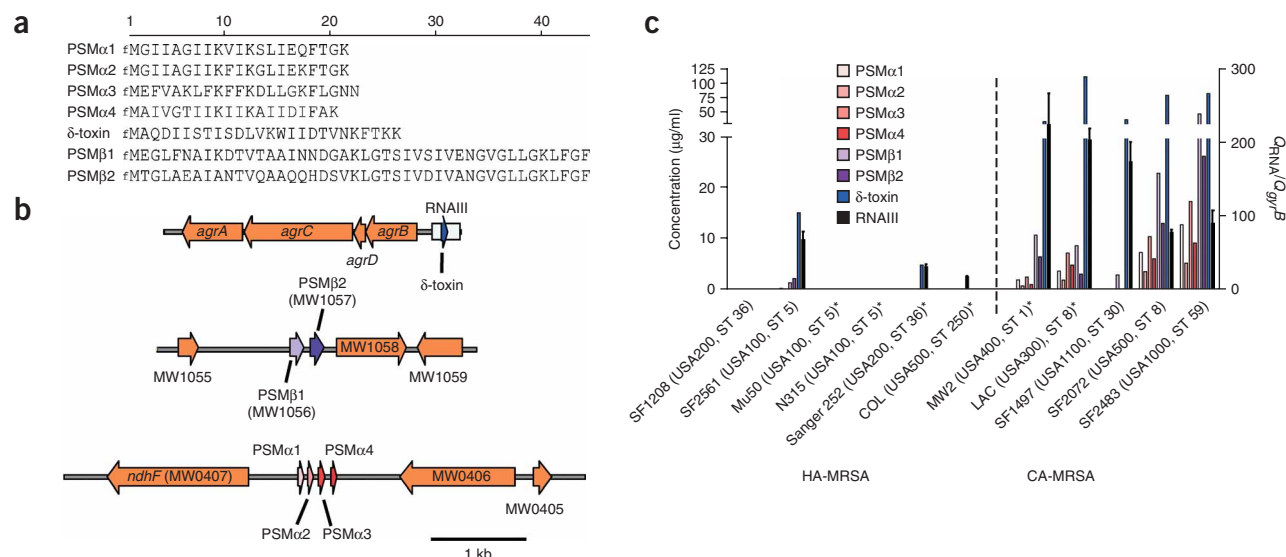 a
1 10 20 30 40
PSMα1 fMGIIAGIIKVIKSLIEQFTGK
PSMα2 fMGIIAGIIKFIKGLIEKFTGK
PSMα3 fMEFVAKLFKFFKDLLGKFLGNN
PSMα4 fMAIVGTIIKIIKAIIDIFAK
δ-toxin fMAQDIISTISDLVKWIIDTVNKFTKK
PSMβ1 fMEGLFNAIKDTVTAAINNDGAKLGTSIVSIVENGVGLLGKLFGF
PSMβ2 fMTGLAEAIANTVQAAQQHDSVKLGTSIVDIVANGVGLLGKLFGF
b
RNAIII
agrA agrC agrB
agrD
δ-toxin
PSMβ2
(MW1057)
MW1058
MW1055 MW1059
PSMβ1
(MW1056)
PSMα1 PSMα4
ndhF (MW0407) MW0406
MW0405
PSMα2 PSMα3
1 kb
c
Concentration (μg/ml)
125
100
75
50
30
20
10
0
PSMα1
PSMα2
PSMα3
PSMα4
PSMβ1
PSMβ2
δ-toxin
RNAIII
300
200
100
0
QRNA/QgyrB
SF1208 (USA200, ST 36)
SF2561 (USA100, ST 5)
Mu50 (USA100, ST 5)*
N315 (USA100, ST 5)*
Sanger 252 (USA200, ST 36)*
COL (USA500, ST 250)*
MW2 (USA400, ST 1)*
LAC (USA300), ST 8)*
SF1497 (USA1100, ST 30)
SF2072 (USA500, ST 8)
SF2483 (USA1000, ST 59)
HA-MRSA CA-MRSA